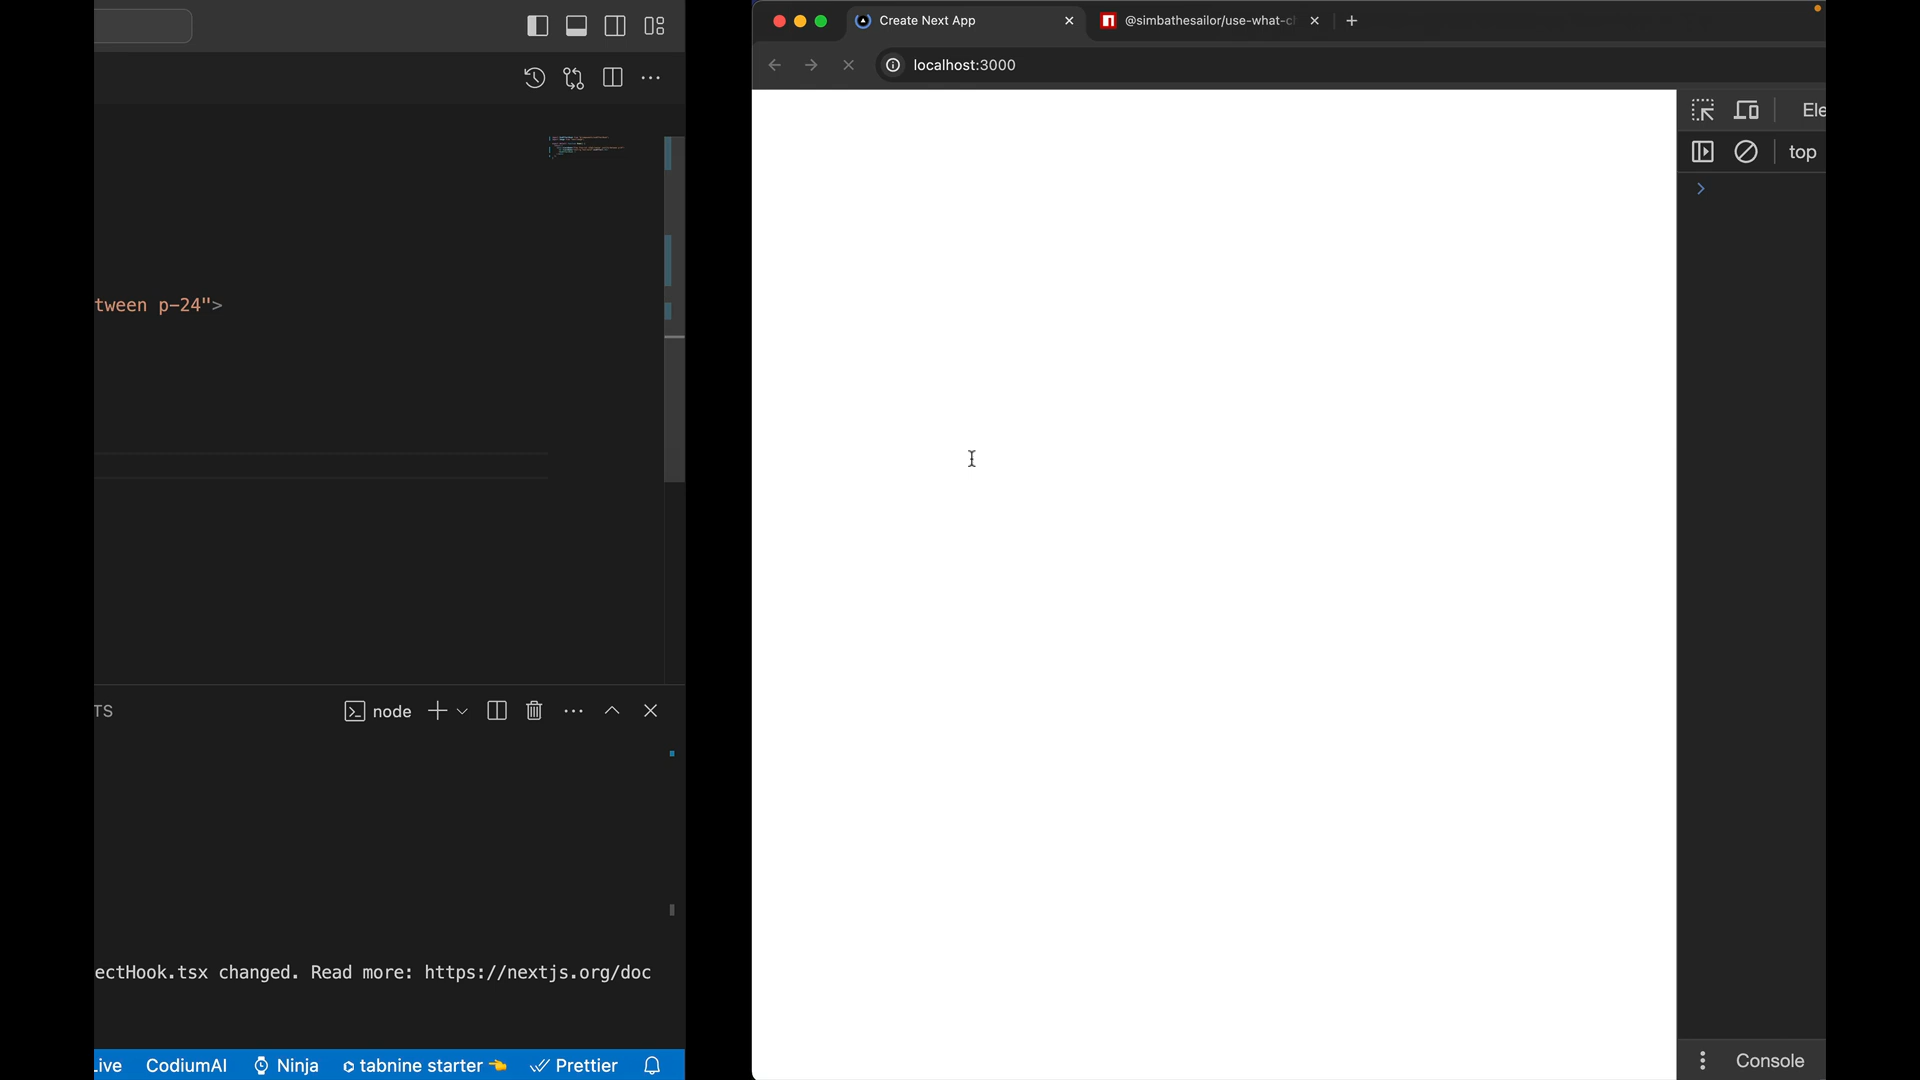 Create Next App
@simbathesailor/use-what-c
localhost:3000
Ele
top
tween p-24">
TS
node
ectHook.tsx changed. Read more: https://nextjs.org/doc
Live
CodiumAI
Ninja
tabnine starter
Prettier
Console